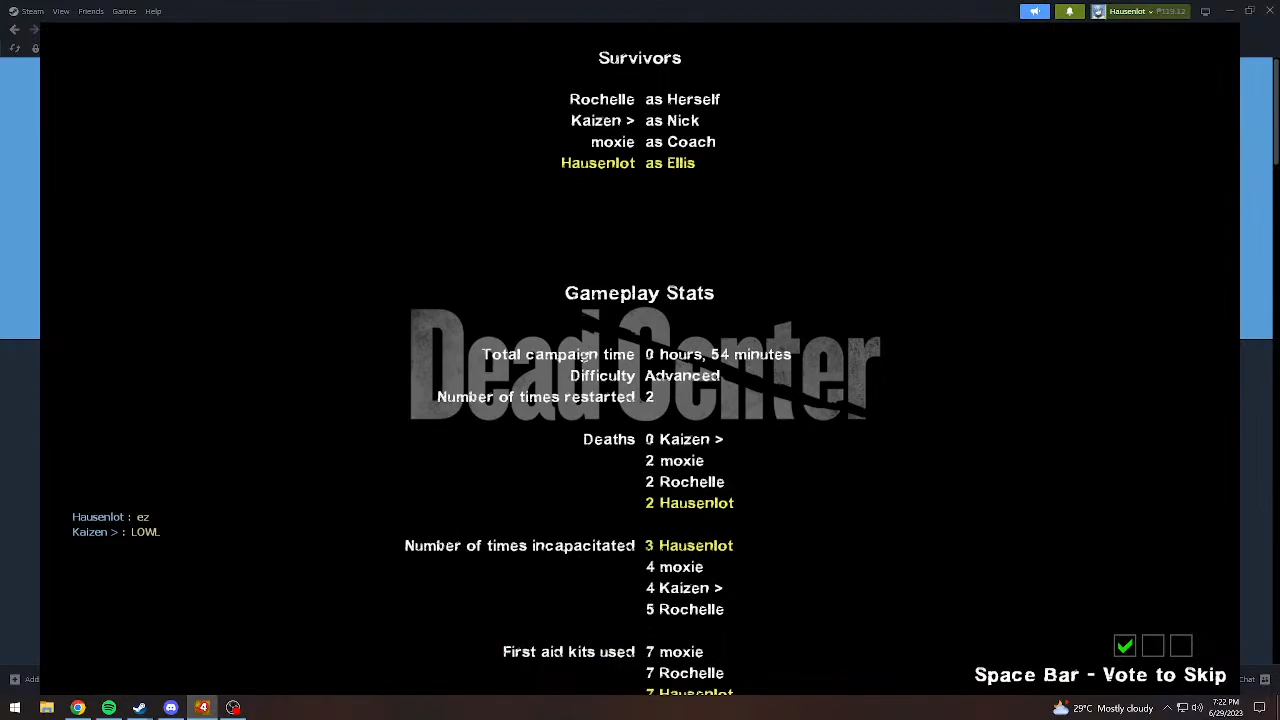 Steam View Friends Games Help
Hausenlot ₱119.12
Survivors
Rochelle as Herself
Kaizen > as Nick
moxie as Coach
Hausenlot as Ellis
Gameplay Stats
Dead Center
Total campaign time 0 hours, 54 minutes
Difficulty Advanced
Number of times restarted 2
Deaths 0 Kaizen >
2 moxie
2 Rochelle
2 Hausenlot
Hausenlot : ez
Kaizen > : LOWL
Number of times incapacitated 3 Hausenlot
4 moxie
4 Kaizen >
5 Rochelle
First aid kits used 7 moxie
7 Rochelle
7 Hausenlot
Space Bar - Vote to Skip
29°C Mostly cloudy
7:22 PM
6/29/2023